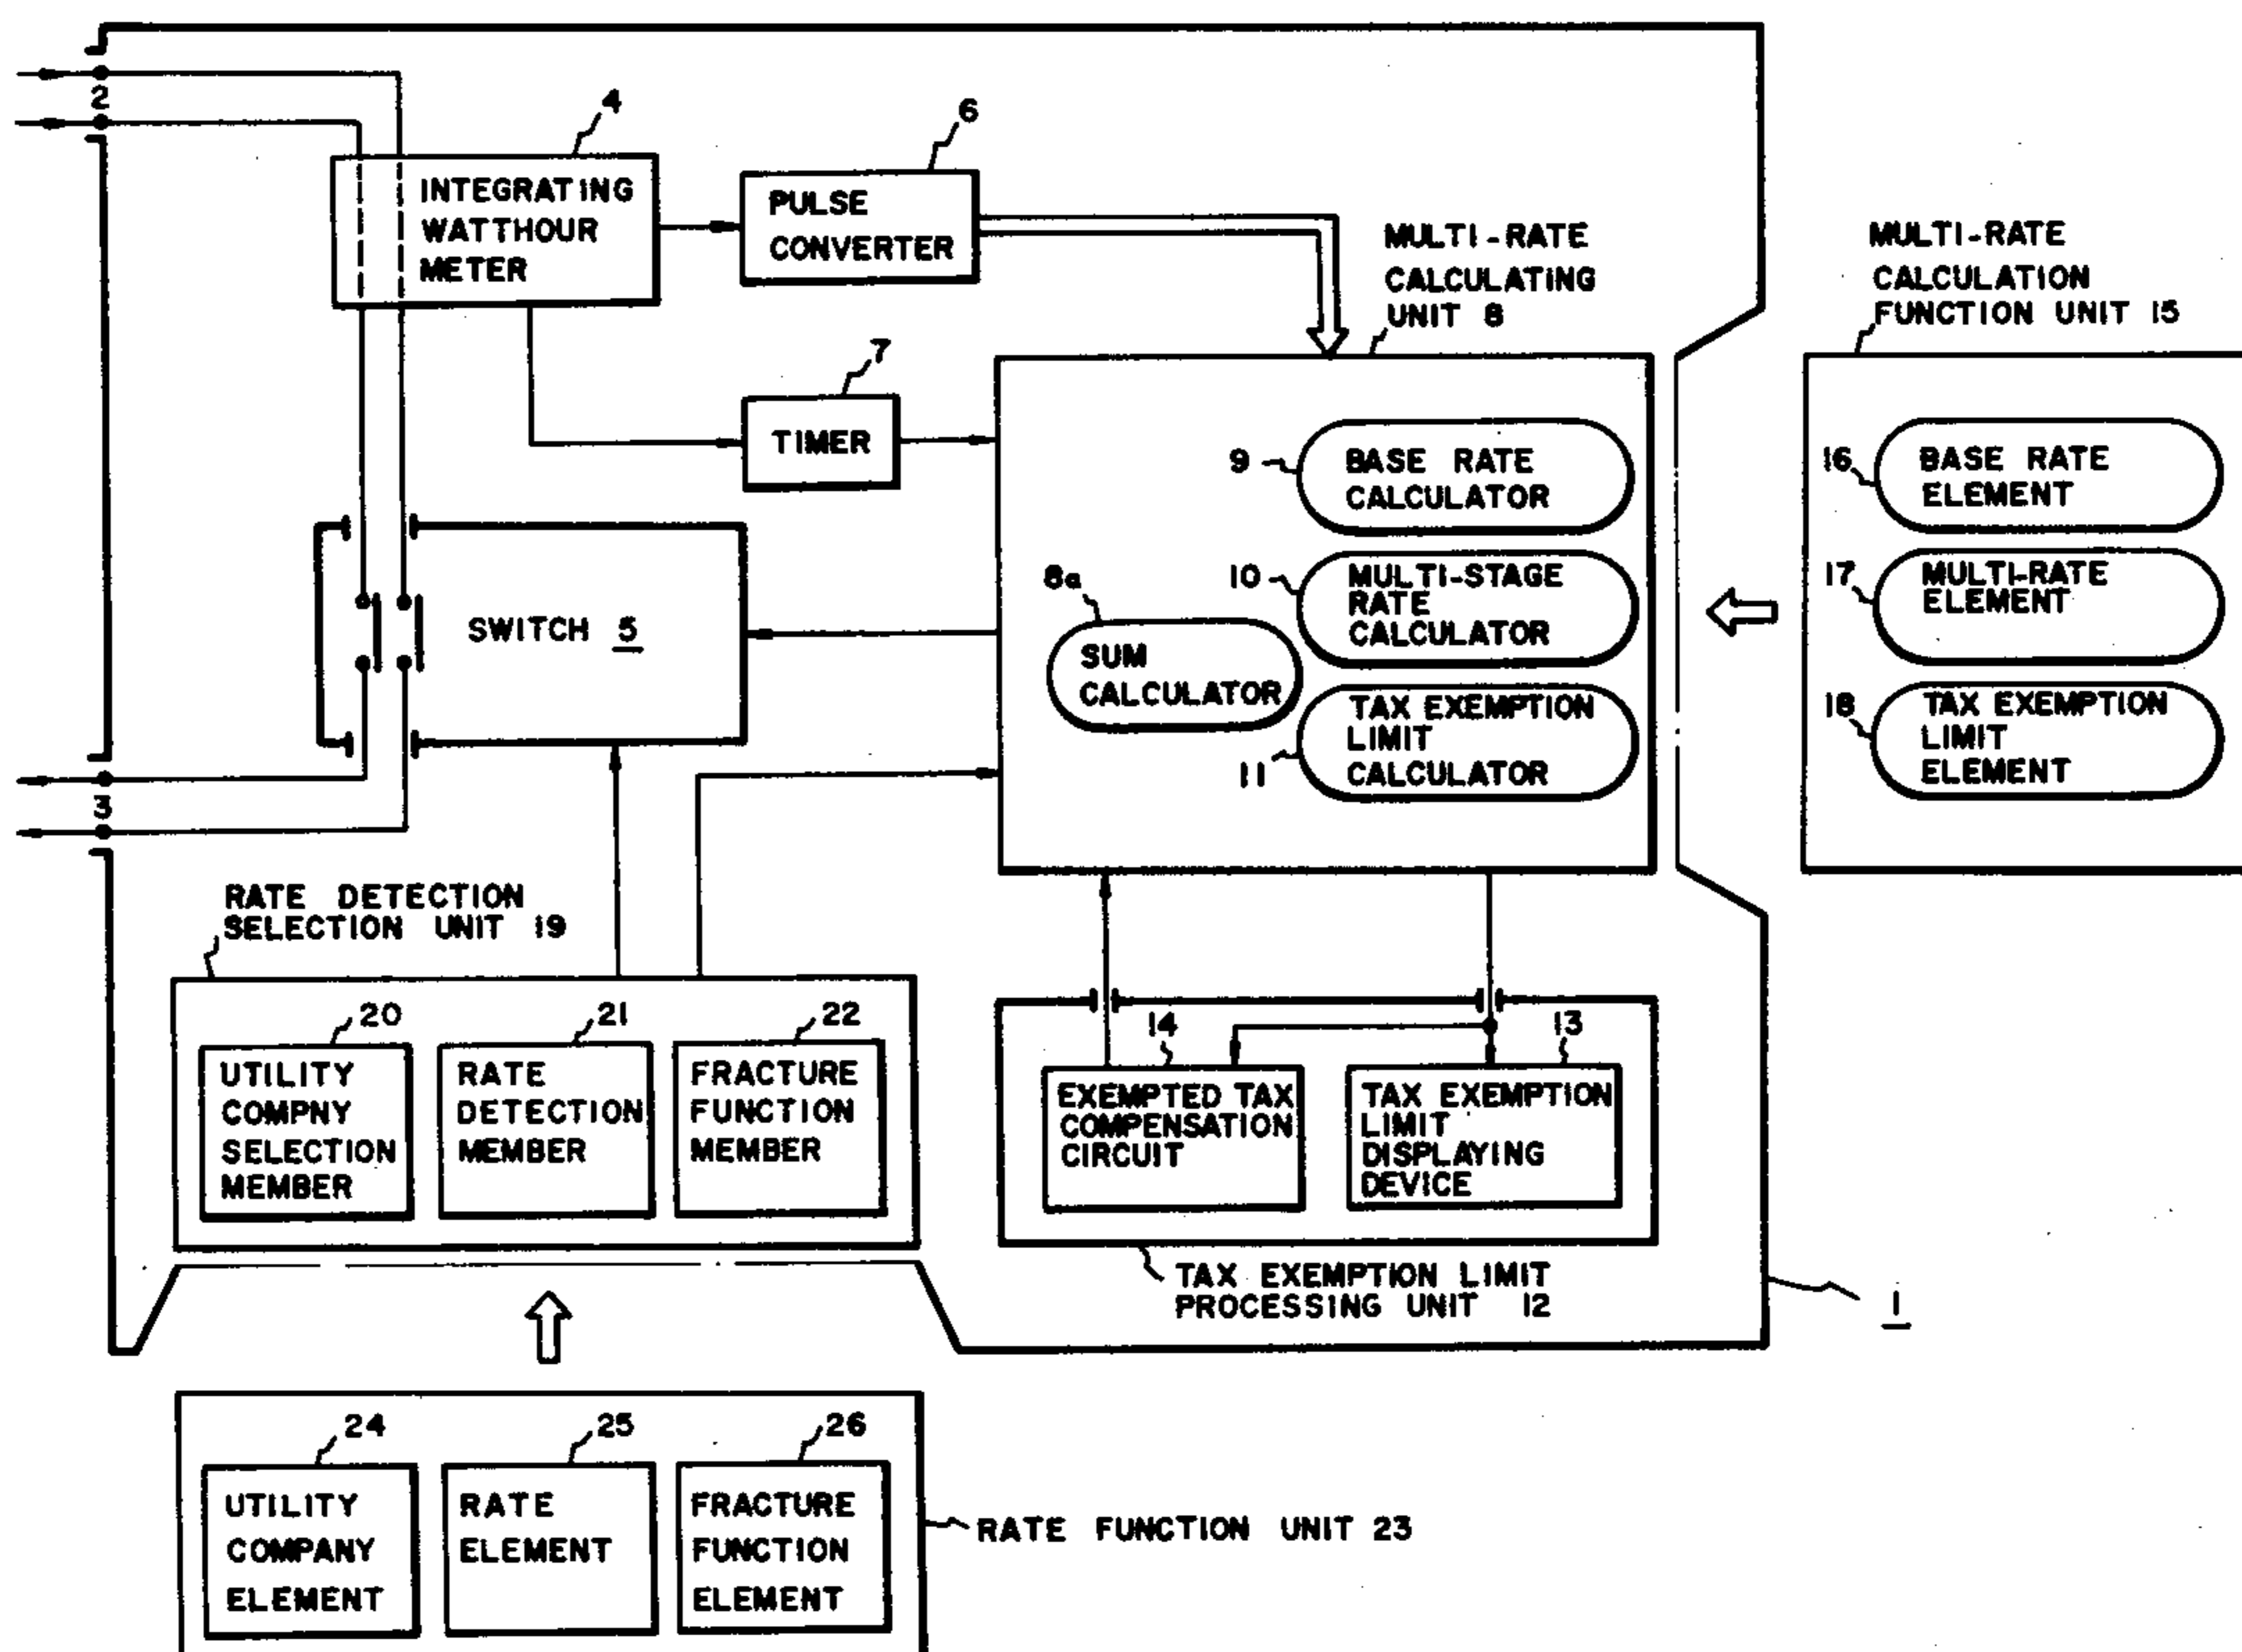 2
4
INTEGRATING
WATTHOUR
METER
6
PULSE
CONVERTER
MULTI-RATE
CALCULATING
UNIT 8
MULTI-RATE
CALCULATION
FUNCTION UNIT 15
7
TIMER
9
BASE RATE
CALCULATOR
10
MULTI-STAGE
RATE
CALCULATOR
8a
SUM
CALCULATOR
11
TAX EXEMPTION
LIMIT
CALCULATOR
16
BASE RATE
ELEMENT
17
MULTI-RATE
ELEMENT
18
TAX EXEMPTION
LIMIT
ELEMENT
SWITCH 5
3
RATE DETECTION
SELECTION UNIT 19
20
UTILITY
COMPNY
SELECTION
MEMBER
21
RATE
DETECTION
MEMBER
22
FRACTURE
FUNCTION
MEMBER
14
EXEMPTED TAX
COMPENSATION
CIRCUIT
13
TAX EXEMPTION
LIMIT
DISPLAYING
DEVICE
TAX EXEMPTION LIMIT
PROCESSING UNIT 12
1
24
UTILITY
COMPANY
ELEMENT
25
RATE
ELEMENT
26
FRACTURE
FUNCTION
ELEMENT
RATE FUNCTION UNIT 23